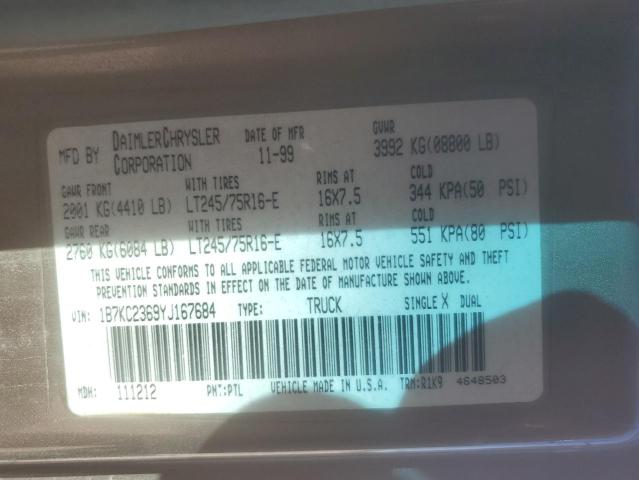 MFD BY DAIMLERCHRYSLER CORPORATION DATE OF MFR 11-99 GVWR 3992 KG(08800 LB)
GAWR FRONT WITH TIRES RIMS AT COLD
2001 KG(4410 LB) LT245/75R16-E 16X7.5 344 KPA(50 PSI)
GAWR REAR WITH TIRES RIMS AT COLD
2760 KG(6084 LB) LT245/75R16-E 16X7.5 551 KPA(80 PSI)
THIS VEHICLE CONFORMS TO ALL APPLICABLE FEDERAL MOTOR VEHICLE SAFETY AND THEFT
PREVENTION STANDARDS IN EFFECT ON THE DATE OF MANUFACTURE SHOWN ABOVE.
VIN: 1B7KC2369YJ167684 TYPE: TRUCK SINGLE X DUAL
MDH: 111212 PNT:PTL VEHICLE MADE IN U.S.A. TRM:R1K9 4648503